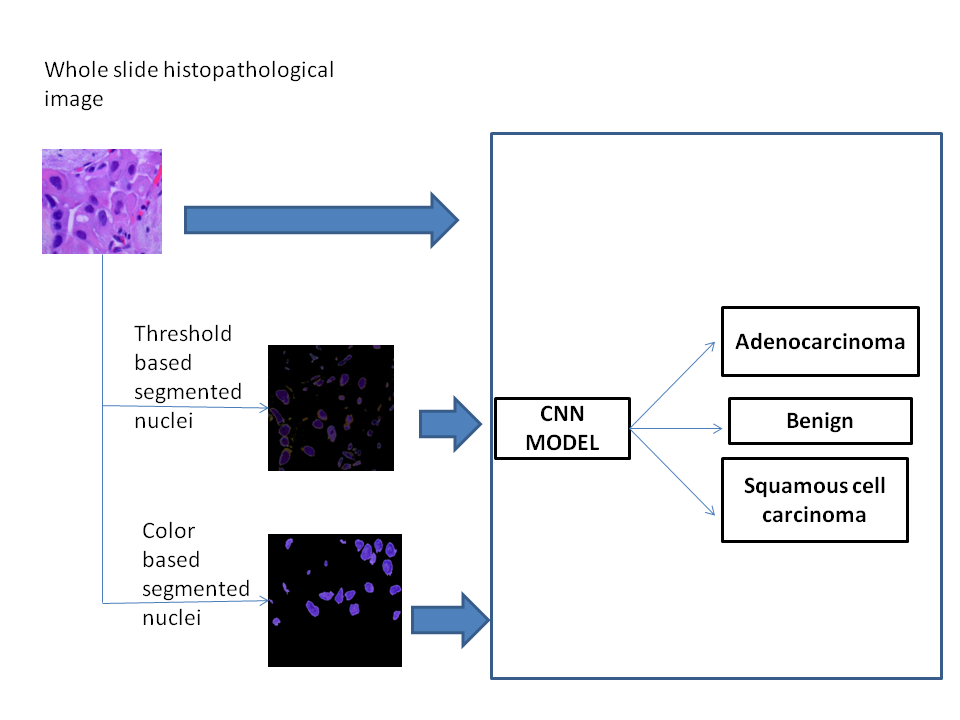 Whole slide histopathological
image
Threshold
based
segmented
nuclei
Color
based
segmented
nuclei
CNN
MODEL
Adenocarcinoma
Benign
Squamous cell
carcinoma